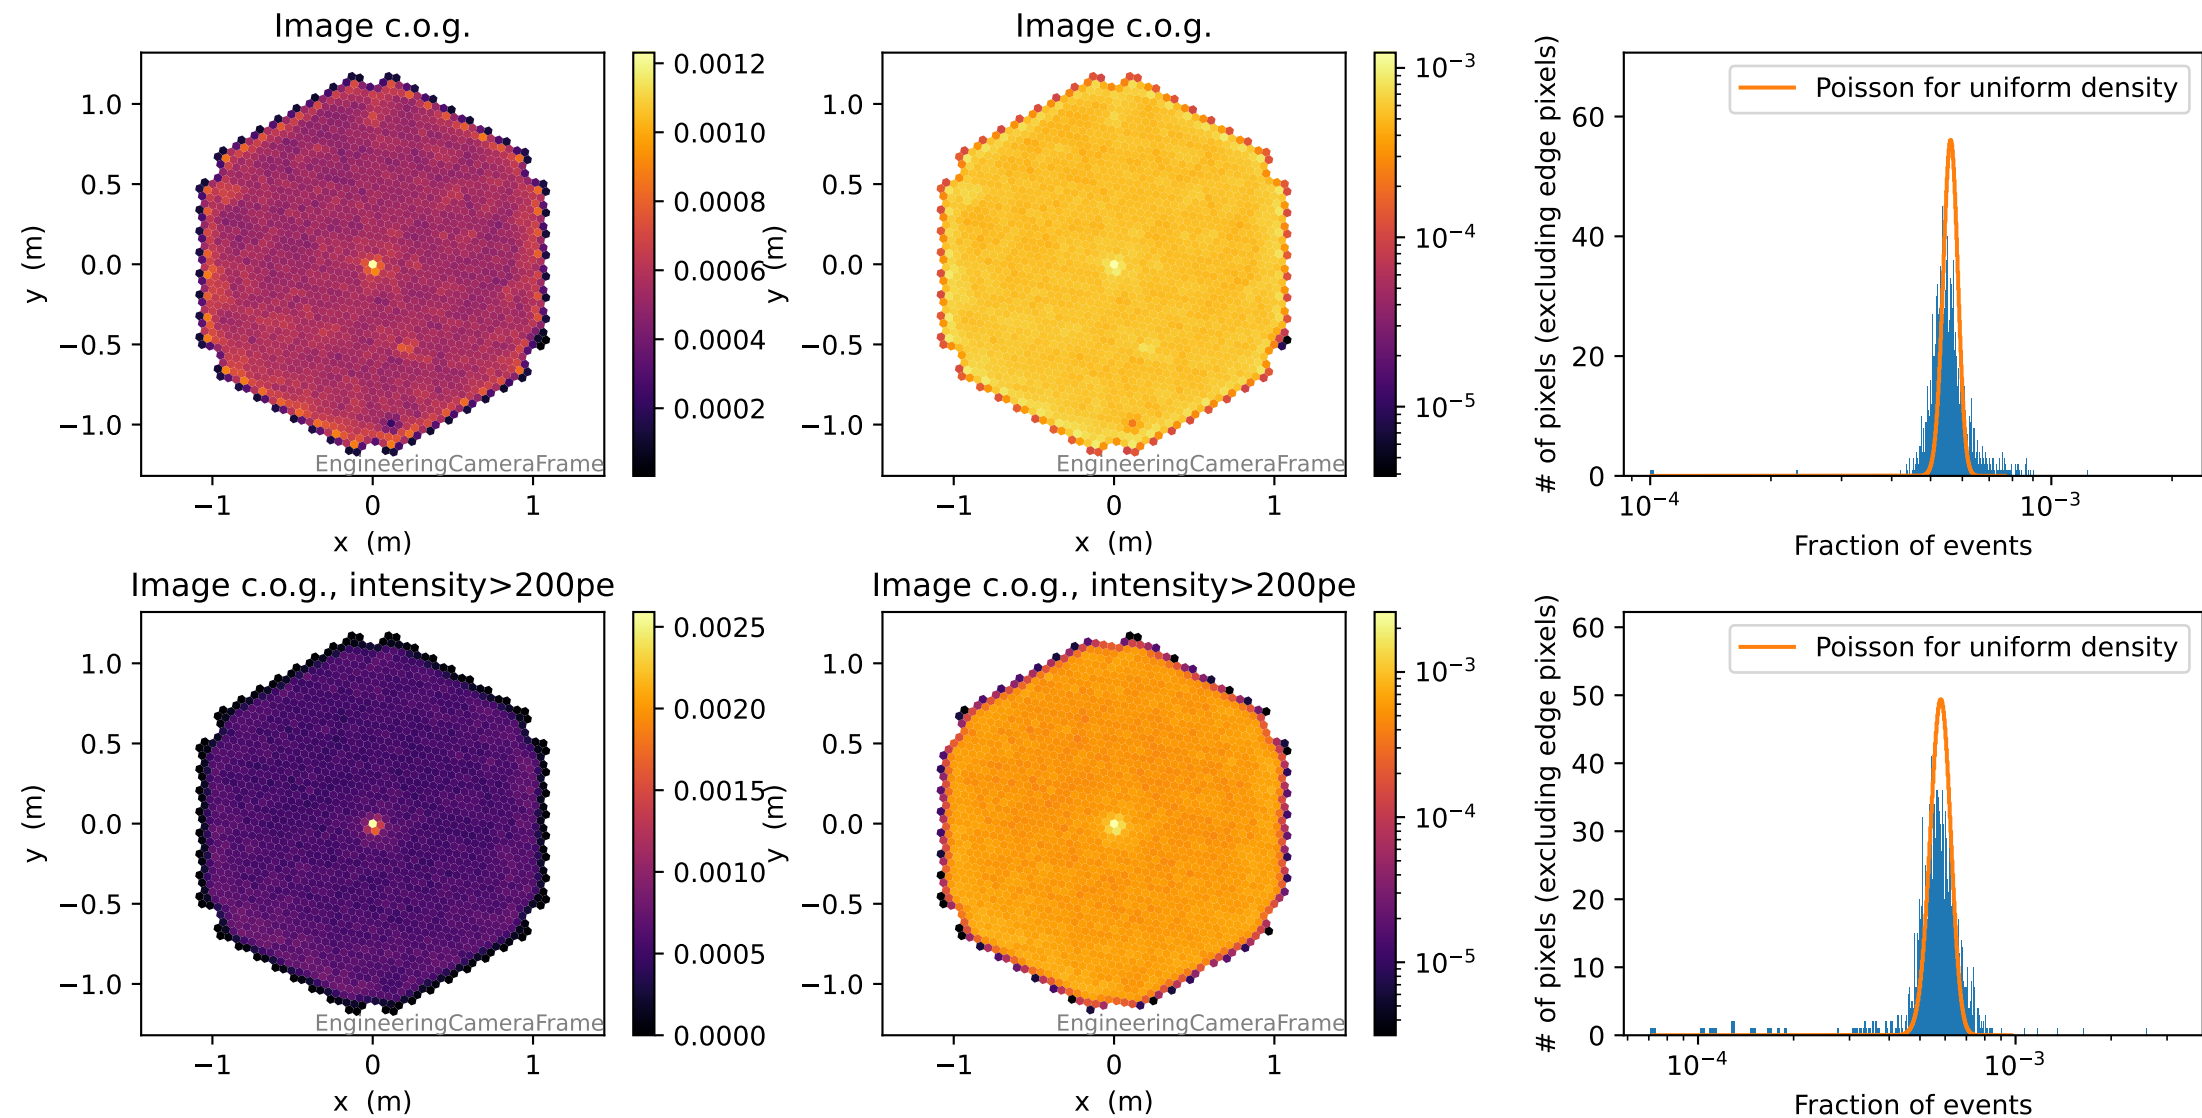 Image c.o.g.
1.0
0.5
0.0
−0.5
−1.0
y (m)
−1
0
1
x (m)
EngineeringCameraFrame
0.0012
0.0010
0.0008
0.0006
0.0004
0.0002
Image c.o.g.
1.0
0.5
0.0
−0.5
−1.0
y (m)
−1
0
1
x (m)
EngineeringCameraFrame
10⁻³
10⁻⁴
10⁻⁵
Poisson for uniform density
# of pixels (excluding edge pixels)
60
40
20
0
10⁻⁴
10⁻³
Fraction of events
Image c.o.g., intensity>200pe
1.0
0.5
0.0
−0.5
−1.0
y (m)
−1
0
1
x (m)
EngineeringCameraFrame
0.0025
0.0020
0.0015
0.0010
0.0005
0.0000
Image c.o.g., intensity>200pe
1.0
0.5
0.0
−0.5
−1.0
y (m)
−1
0
1
x (m)
EngineeringCameraFrame
10⁻³
10⁻⁴
10⁻⁵
Poisson for uniform density
# of pixels (excluding edge pixels)
60
50
40
30
20
10
0
10⁻⁴
10⁻³
Fraction of events